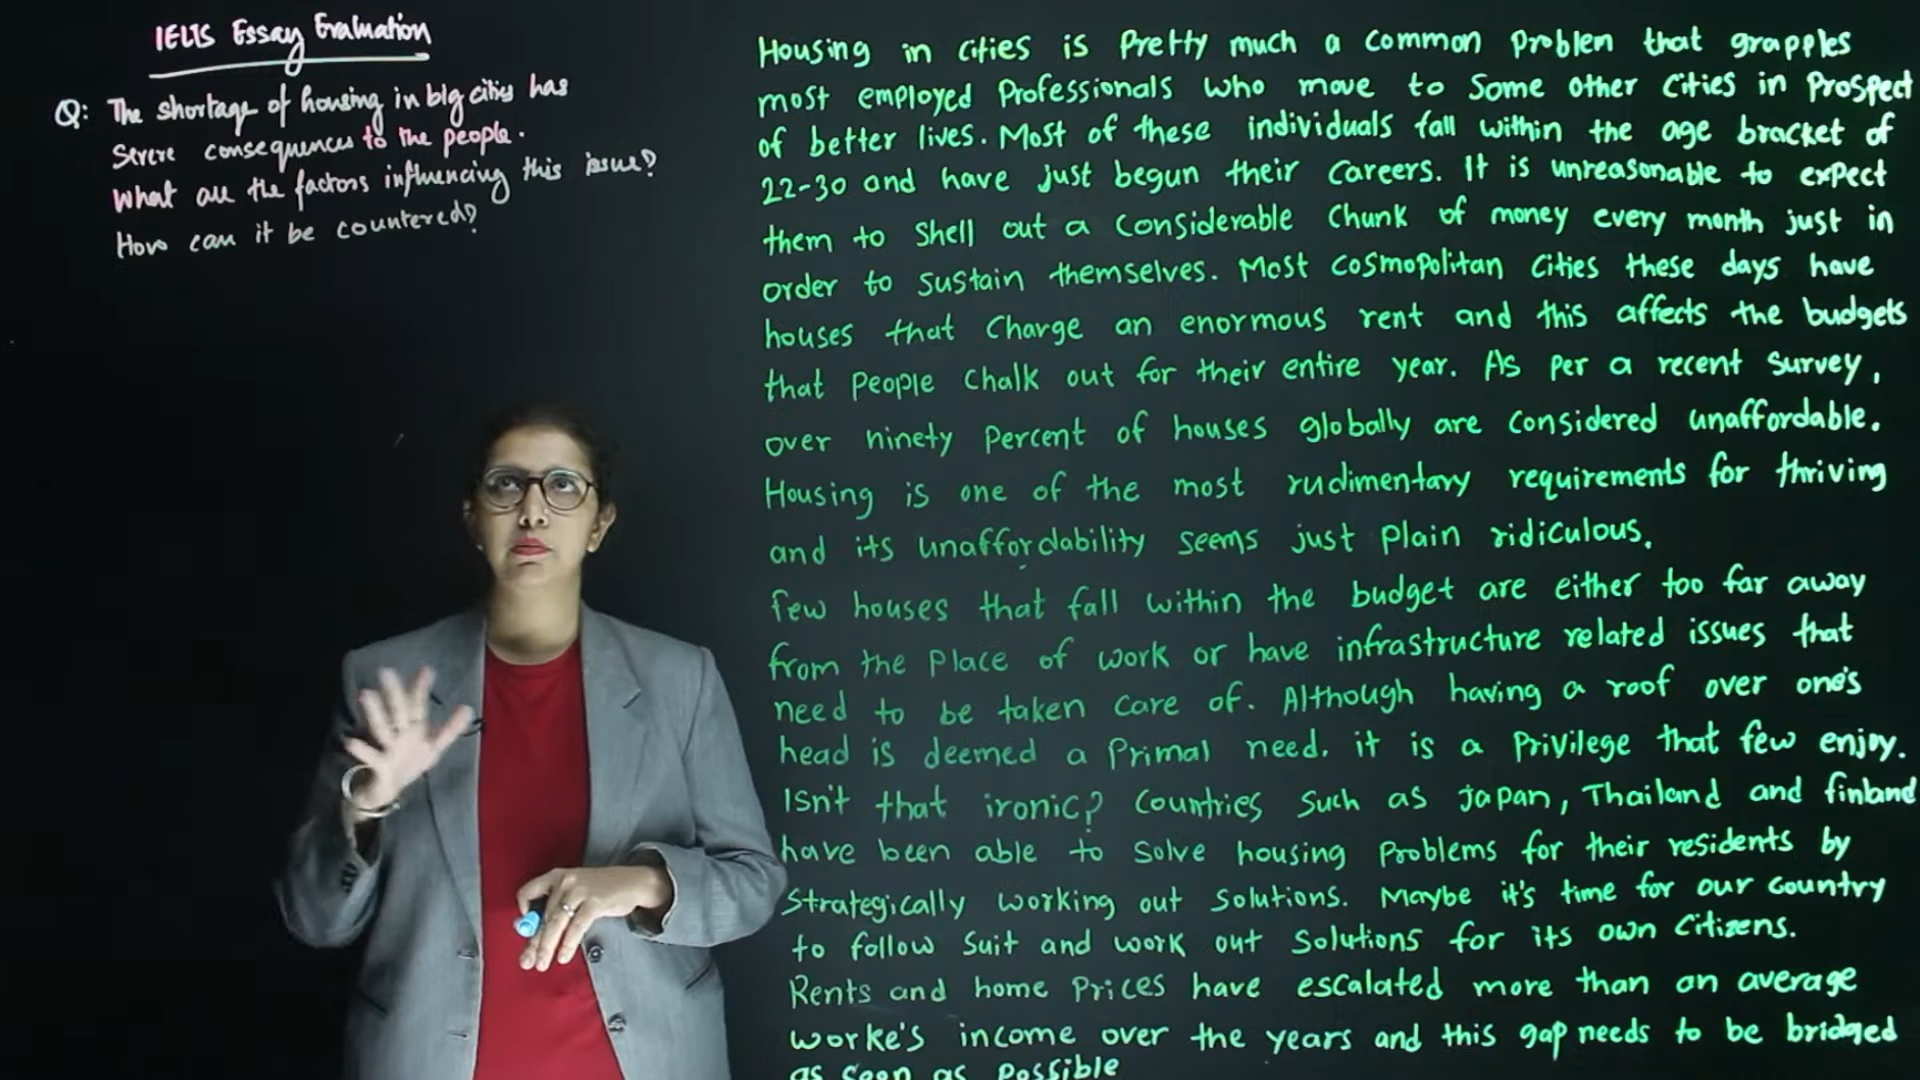 IELTS Essay Evaluation
Q: The shortage of housing in big cities has
severe consequences to the people.
What are the factors influencing this issue?
How can it be countered?
Housing in cities is Pretty much a common problem that grapples
most employed Professionals who move to some other cities in Prospect
of better lives. Most of these individuals fall within the age bracket of
22-30 and have just begun their careers. It is unreasonable to expect
them to shell out a considerable chunk of money every month just in
order to sustain themselves. Most cosmopolitan cities these days have
houses that charge an enormous rent and this affects the budgets
that people chalk out for their entire year. As per a recent survey,
over ninety percent of houses globally are considered unaffordable.
Housing is one of the most rudimentary requirements for thriving
and its unaffordability seems just plain ridiculous.
few houses that fall within the budget are either too far away
from the place of work or have infrastructure related issues that
need to be taken care of. Although having a roof over one's
head is deemed a primal need. it is a privilege that few enjoy.
Isn't that ironic? Countries such as japan, Thailand and finland
have been able to solve housing problems for their residents by
strategically working out solutions. Maybe it's time for our country
to follow suit and work out solutions for its own citizens.
Rents and home prices have escalated more than an average
worke's income over the years and this gap needs to be bridged
as soon as possible